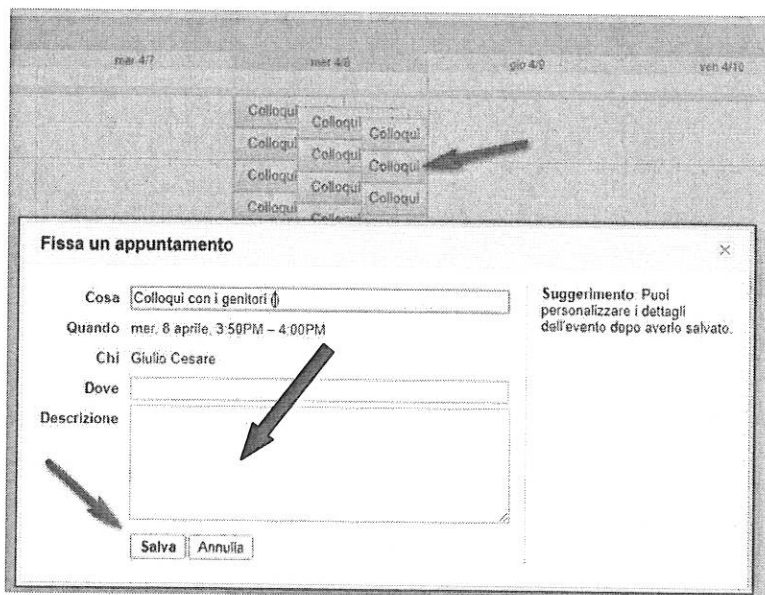 mar 4/7 mer 4/8 gio 4/9 ven 4/10
Colloqui Colloqui Colloqui
Colloqui Colloqui Colloqui
Colloqui Colloqui Colloqui
Colloqui Colloqui
Fissa un appuntamento ×
Cosa Colloqui con i genitori ()
Quando mer, 8 aprile, 3:50PM – 4:00PM
Chi Giulio Cesare
Dove
Descrizione
Salva Annulla
Suggerimento: Puoi
personalizzare i dettagli
dell'evento dopo averlo salvato.